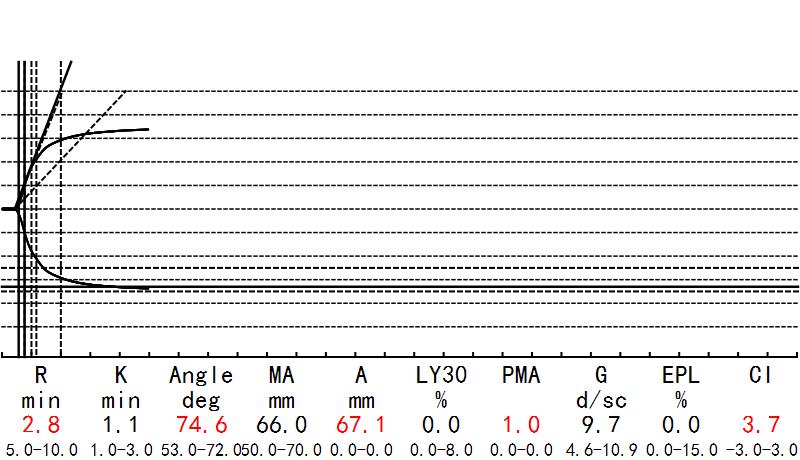 R K Angle MA A LY30 PMA G EPL CI
min min deg mm mm % d/sc %
2.8 1.1 74.6 66.0 67.1 0.0 1.0 9.7 0.0 3.7
5.0-10.0 1.0-3.0 53.0-72.0 50.0-70.0 0.0-0.0 0.0-8.0 0.0-0.0 4.6-10.9 0.0-15.0 -3.0-3.0